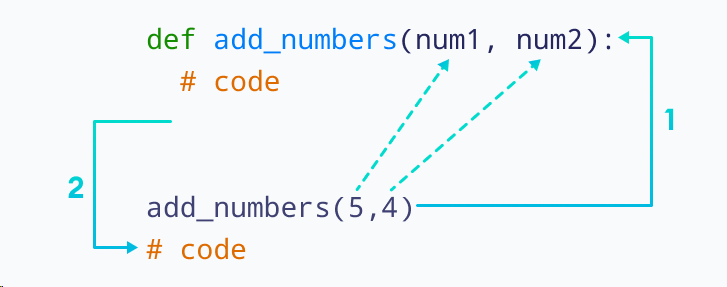 def add_numbers(num1, num2):
# code
1
2
add_numbers(5,4)
# code